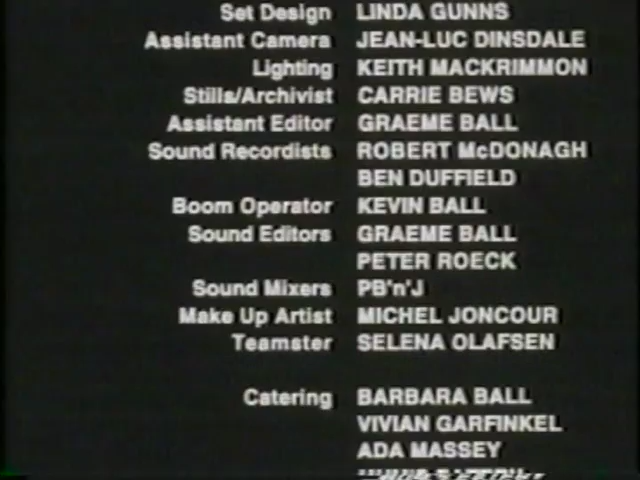 Set Design LINDA GUNNS
Assistant Camera JEAN-LUC DINSDALE
Lighting KEITH MACKRIMMON
Stills/Archivist CARRIE BEWS
Assistant Editor GRAEME BALL
Sound Recordists ROBERT McDONAGH
BEN DUFFIELD
Boom Operator KEVIN BALL
Sound Editors GRAEME BALL
PETER ROECK
Sound Mixers PB'n'J
Make Up Artist MICHEL JONCOUR
Teamster SELENA OLAFSEN
Catering BARBARA BALL
VIVIAN GARFINKEL
ADA MASSEY